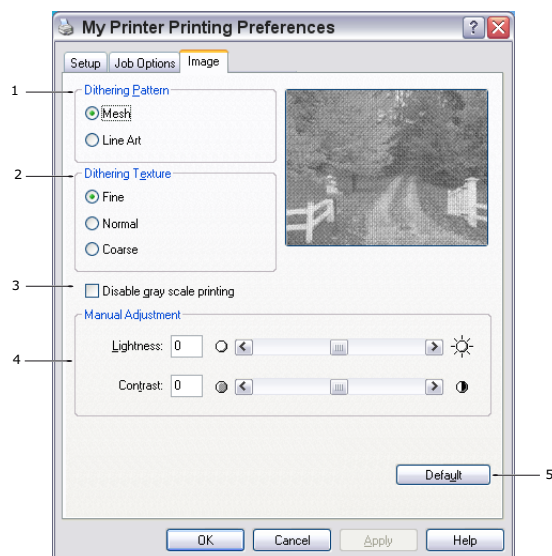 My Printer Printing Preferences
Setup Job Options Image
1 Dithering Pattern
Mesh
Line Art
2 Dithering Texture
Fine
Normal
Coarse
3 Disable gray scale printing
Manual Adjustment
4
Lightness: 0
Contrast: 0
Default 5
OK Cancel Apply Help